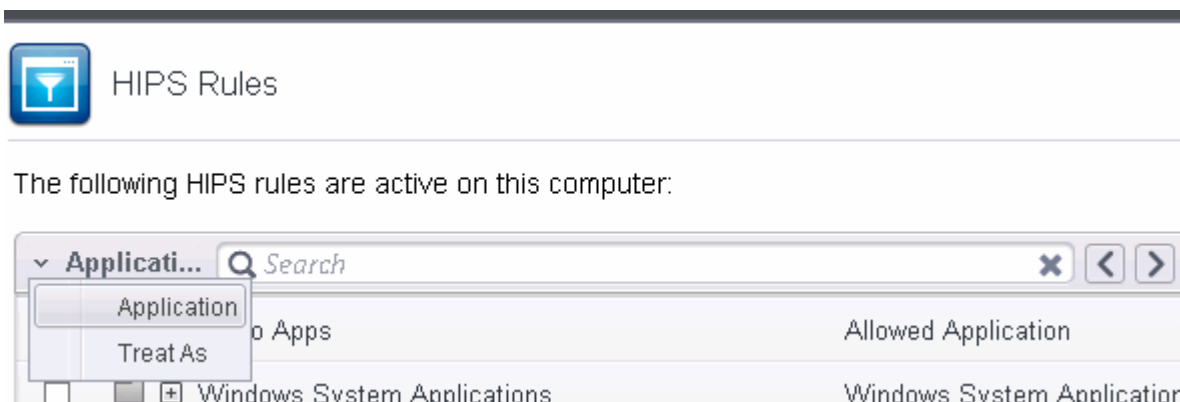 HIPS Rules
The following HIPS rules are active on this computer:
Applicati... Search
Application
o Apps Allowed Application
Treat As
Windows System Applications Windows System Application